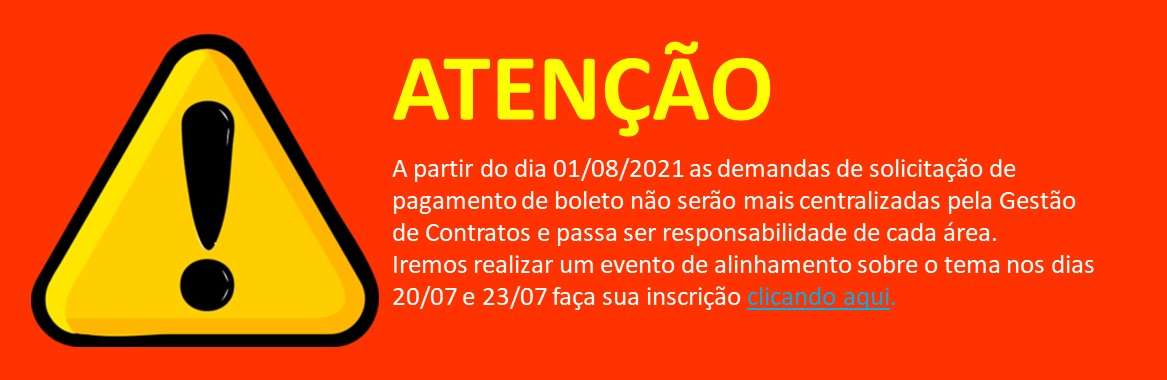 ATENÇÃO
A partir do dia 01/08/2021 as demandas de solicitação de
pagamento de boleto não serão mais centralizadas pela Gestão
de Contratos e passa ser responsabilidade de cada área.
Iremos realizar um evento de alinhamento sobre o tema nos dias
20/07 e 23/07 faça sua inscrição clicando aqui.